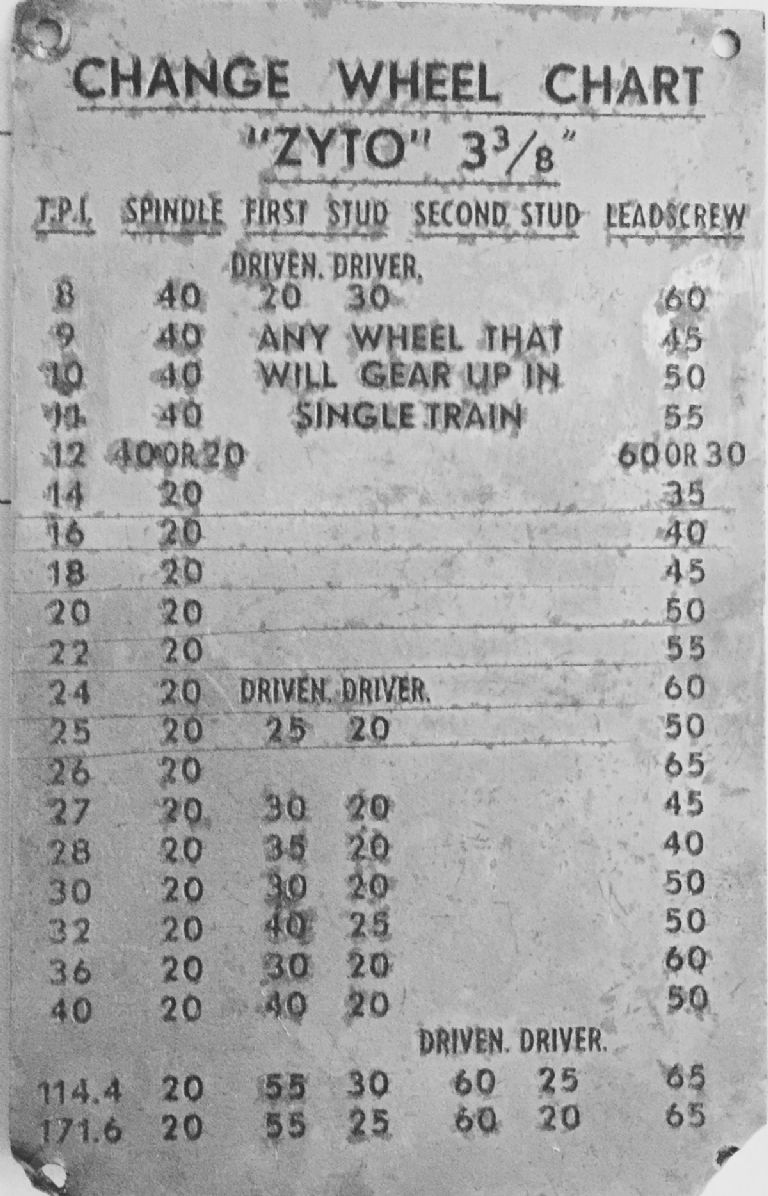 CHANGE WHEEL CHART
"ZYTO" 3 3/8"
T.P.I. SPINDLE FIRST STUD SECOND STUD LEADSCREW
DRIVEN. DRIVER.
8 40 20 30 60
9 40 ANY WHEEL THAT 45
10 40 WILL GEAR UP IN 50
11 40 SINGLE TRAIN 55
12 40 OR 20 60 OR 30
14 20 35
16 20 40
18 20 45
20 20 50
22 20 55
24 20 DRIVEN. DRIVER. 60
25 20 25 20 50
26 20 65
27 20 30 20 45
28 20 35 20 40
30 20 30 20 50
32 20 40 25 50
36 20 30 20 60
40 20 40 20 50
DRIVEN. DRIVER.
114.4 20 55 30 60 25 65
171.6 20 55 25 60 20 65